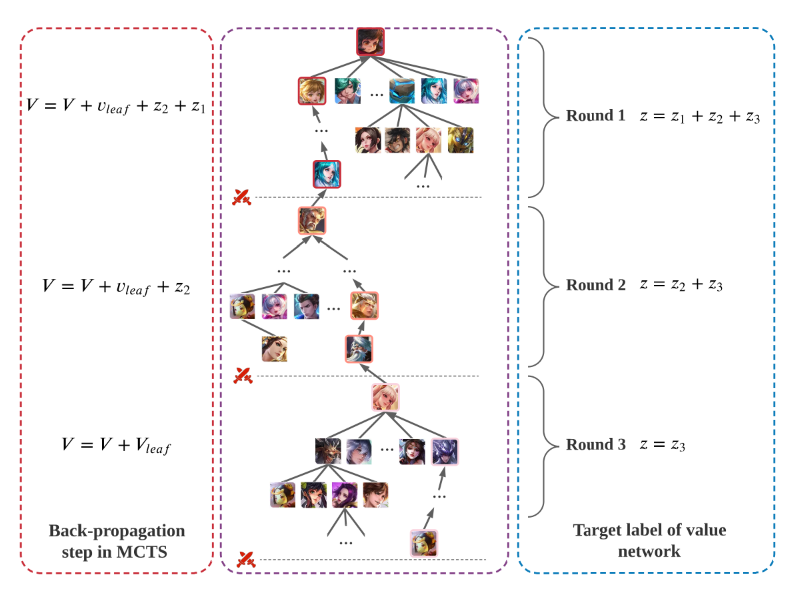 V = V + v_{leaf} + z_2 + z_1
...
...
...
Round 1 z = z_1 + z_2 + z_3
V = V + v_{leaf} + z_2
... ...
...
Round 2 z = z_2 + z_3
V = V + V_{leaf}
...
...
...
Round 3 z = z_3
Back-propagation
step in MCTS
Target label of value
network